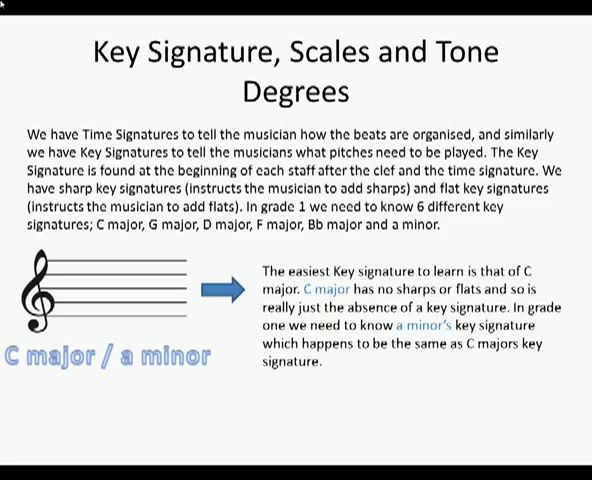 Key Signature, Scales and Tone
Degrees
We have Time Signatures to tell the musician how the beats are organised, and similarly
we have Key Signatures to tell the musicians what pitches need to be played. The Key
Signature is found at the beginning of each staff after the clef and the time signature. We
have sharp key signatures (instructs the musician to add sharps) and flat key signatures
(instructs the musician to add flats). In grade 1 we need to know 6 different key
signatures; C major, G major, D major, F major, Bb major and a minor.
The easiest Key signature to learn is that of C
major. C major has no sharps or flats and so is
really just the absence of a key signature. In grade
one we need to know a minor's key signature
which happens to be the same as C majors key
signature.
C major / a minor